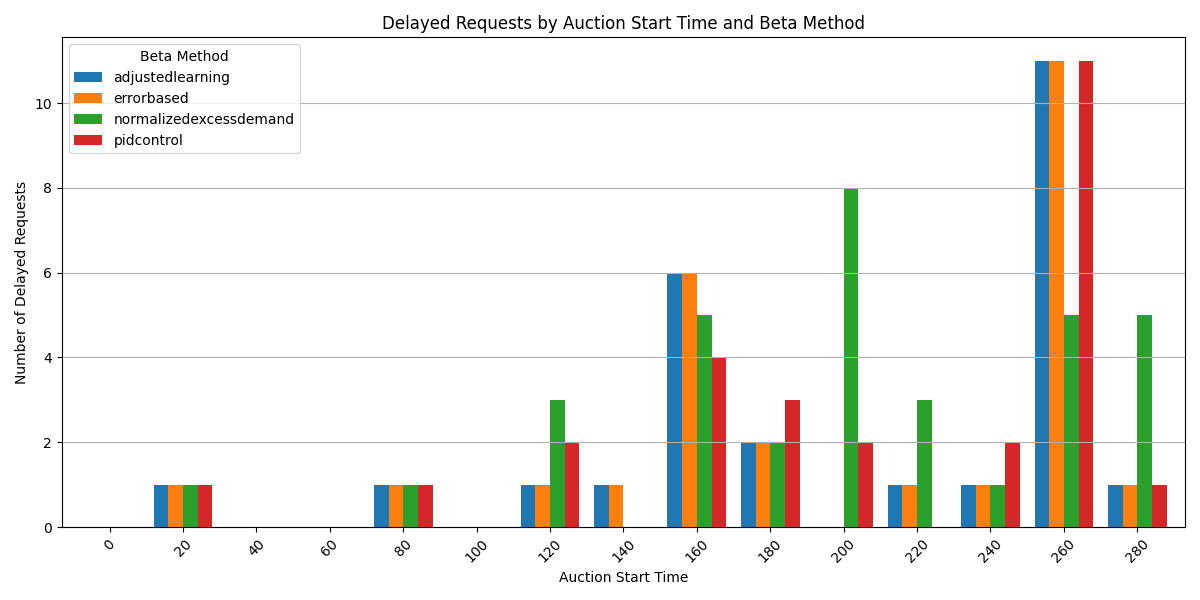 Delayed Requests by Auction Start Time and Beta Method
Beta Method
adjustedlearning
errorbased
normalizedexcessdemand
pidcontrol
Number of Delayed Requests
10
8
6
4
2
0
0 20 40 60 80 100 120 140 160 180 200 220 240 260 280
Auction Start Time